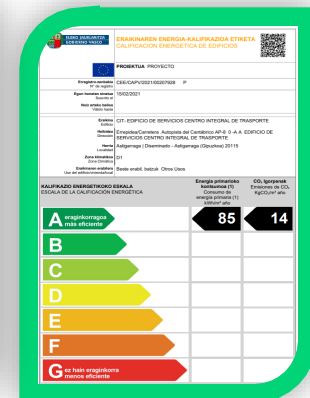 EUSKO JAURLARITZA
GOBIERNO VASCO
ERAIKINAREN ENERGIA-KALIFIKAZIOA ETIKETA
CALIFICACIÓN ENERGÉTICA DE EDIFICIOS
PROIEKTUA PROYECTO
Erregistro-zenbakia
Nº de registro
CEE/CAPV/2021/00207928 P
Egun honetan sinatua
Suscrito el
15/02/2021
Noiz arteko balioa
Válido hasta
Eraikina
Edificio
CIT- EDIFICIO DE SERVICIOS CENTRO INTEGRAL DE TRASPORTE
Helbidea
Dirección
Errepidea/Carretera Autopista del Cantábrico AP-8 0 -A A EDIFICIO DE
SERVICIOS CENTRO INTEGRAL DE TRASPORTE
Herria
Localidad
Astigarraga | Diseminado - Astigarraga (Gipuzkoa) 20115
Zona klimatikoa
Zona Climática
D1
Eraikinaren erabilera
Uso del edificio
Beste erabil. batzuk Otros Usos
KALIFIKAZIO ENERGETIKOKO ESKALA
ESCALA DE LA CALIFICACIÓN ENERGÉTICA
Energia primarioko
kontsumoa (1)
Consumo de
energía primaria (1)
kWh/m² año
CO₂ igorpenak
Emisiones de CO₂
KgCO₂/m² año
A eraginkorragoa
más eficiente
85
14
B
C
D
E
F
G ez hain eraginkorra
menos eficiente